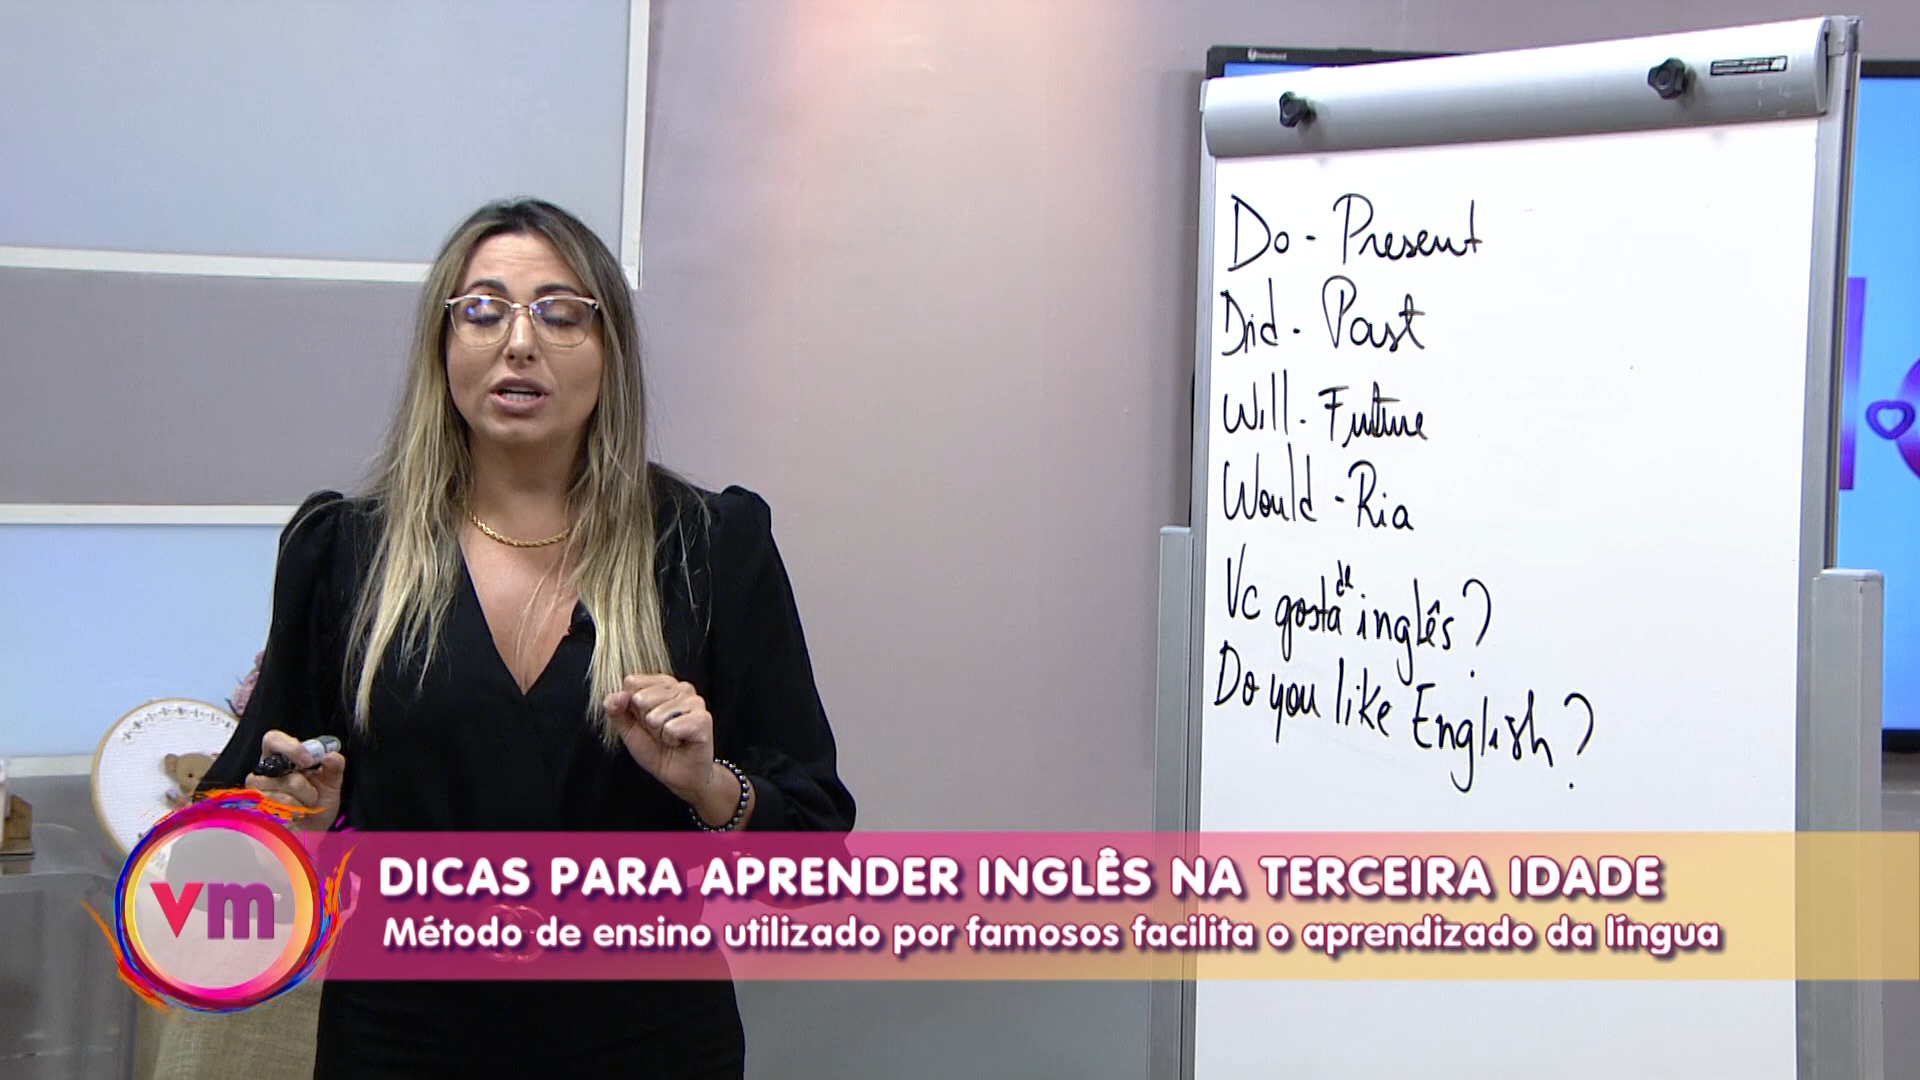 Do - Present
Did - Past
Will - Future
Would - Ria
Vc gosta de inglês?
Do you like English?
vm
DICAS PARA APRENDER INGLÊS NA TERCEIRA IDADE
Método de ensino utilizado por famosos facilita o aprendizado da língua